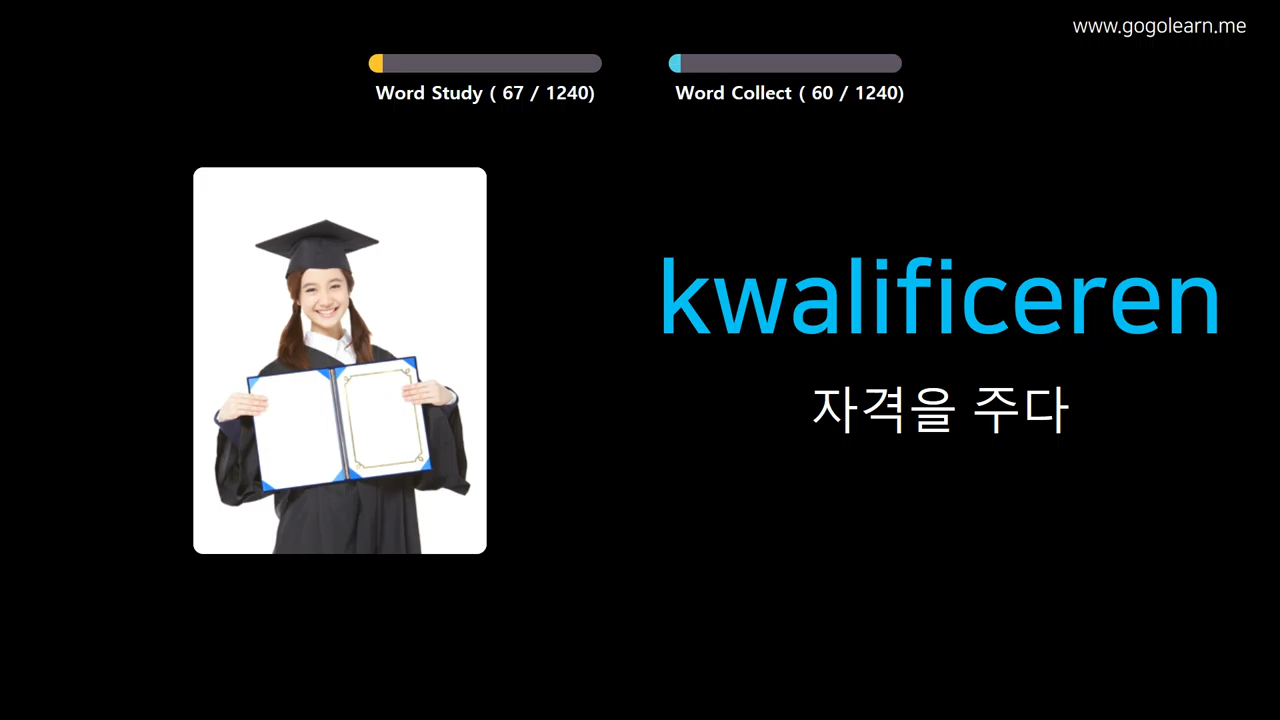 www.gogolearn.me
Word Study ( 67 / 1240)
Word Collect ( 60 / 1240)
kwalificeren
자격을 주다